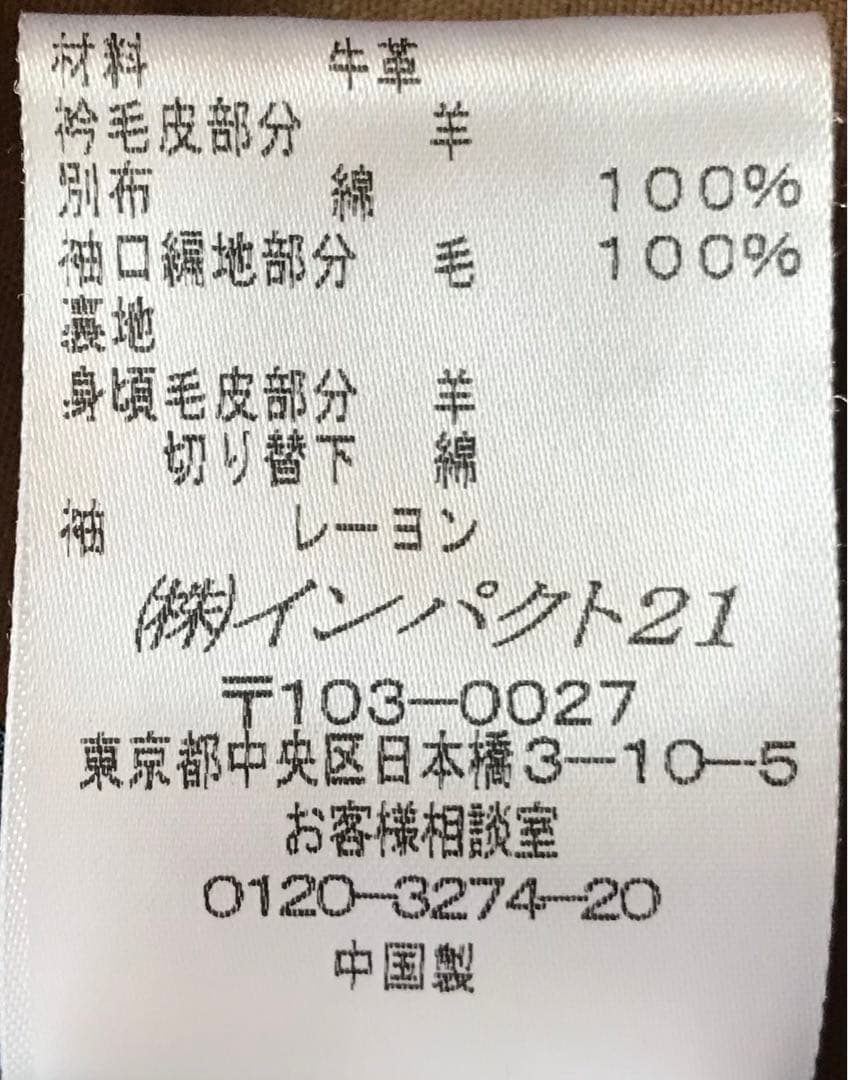 材料 牛革
衿毛皮部分 羊
別布 綿 100%
袖口編地部分 毛 100%
裏地
身頃毛皮部分 羊
切り替下 綿
袖 レーヨン
㈱インパクト21
〒103-0027
東京都中央区日本橋3-10-5
お客様相談室
0120-3274-20
中国製